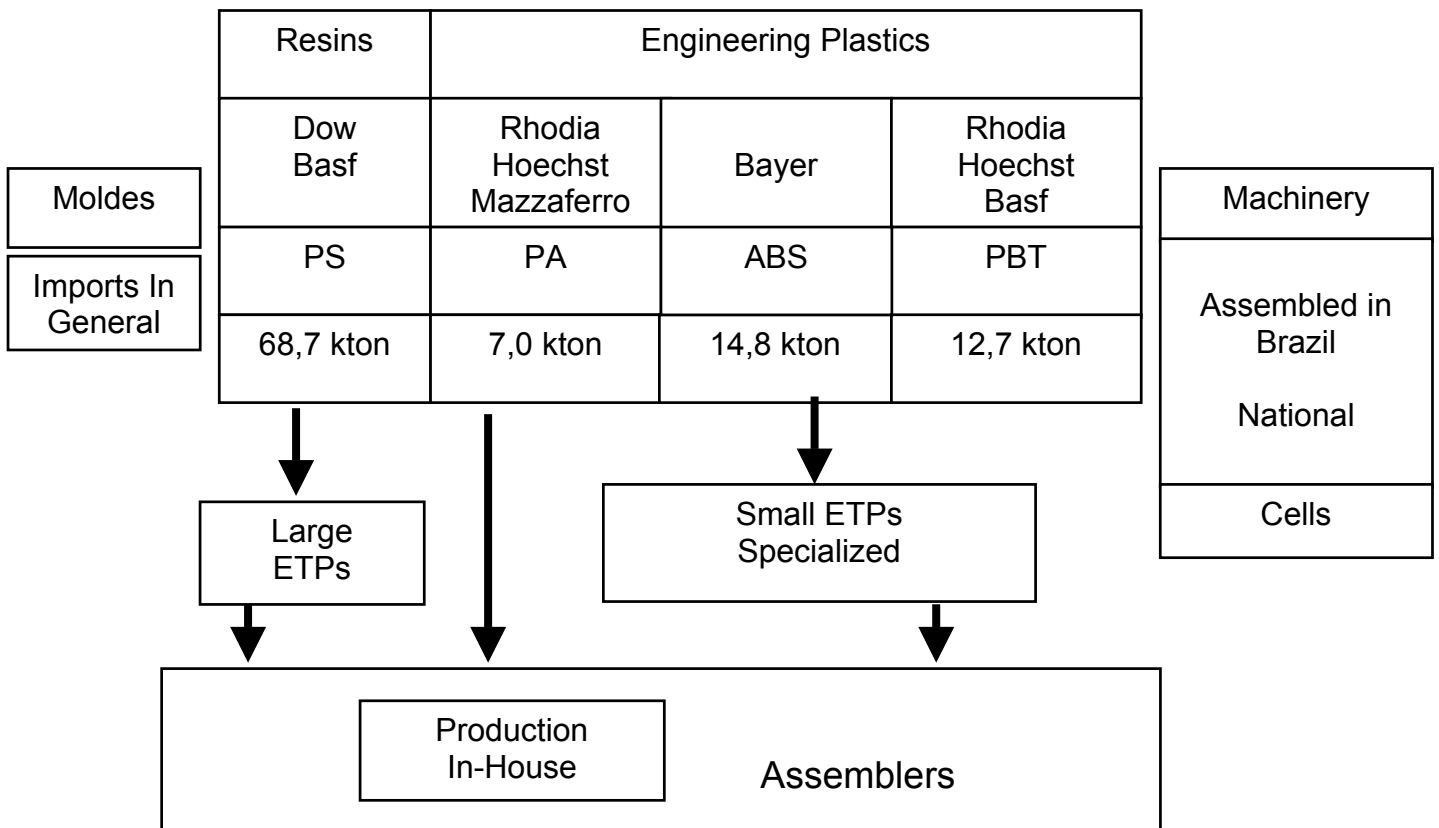 Resins
Engineering Plastics
Dow
Basf
Rhodia
Hoechst
Mazzaferro
Bayer
Rhodia
Hoechst
Basf
PS
PA
ABS
PBT
68,7 kton
7,0 kton
14,8 kton
12,7 kton
Moldes
Imports In
General
Machinery
Assembled in
Brazil
National
Cells
Large
ETPs
Small ETPs
Specialized
Production
In-House
Assemblers